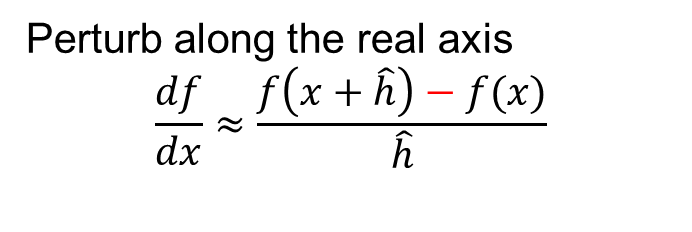 Perturb along the real axis
df/dx ≈ (f(x + ĥ) − f(x))/ĥ